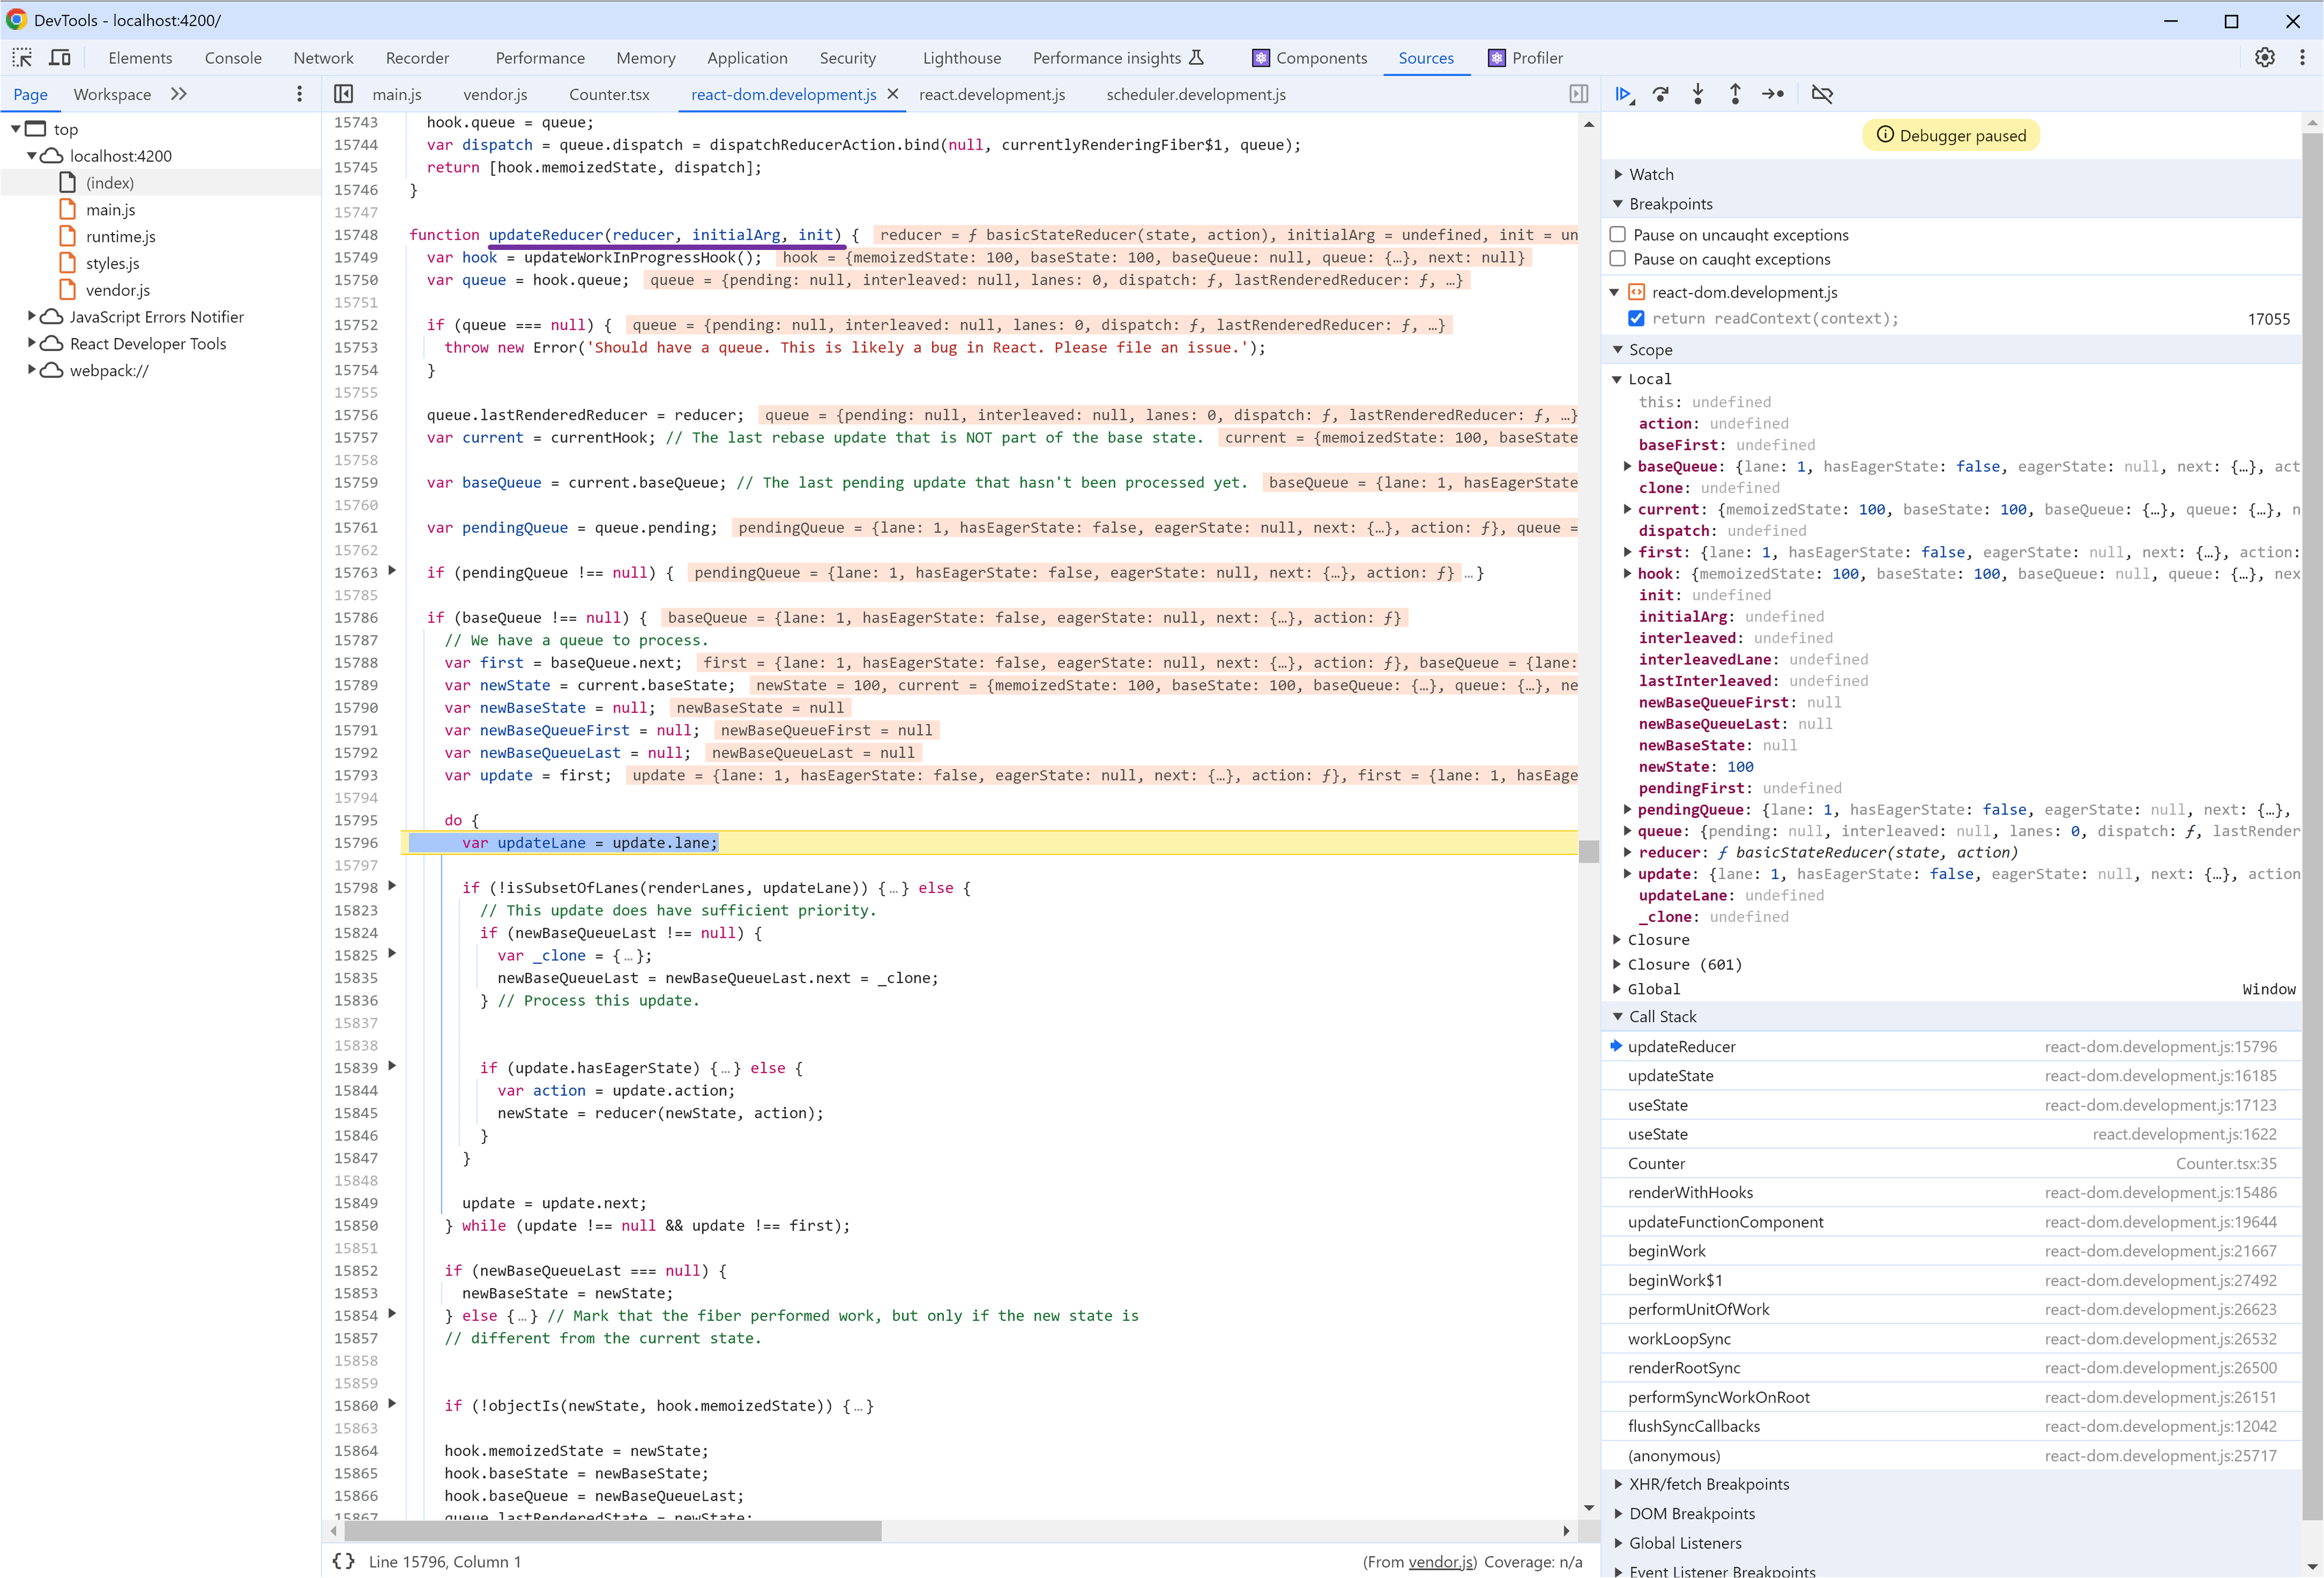 DevTools - localhost:4200/
Elements Console Network Recorder Performance Memory Application Security Lighthouse Performance insights Components Sources Profiler
Page Workspace
main.js vendor.js Counter.tsx react-dom.development.js react.development.js scheduler.development.js
top
localhost:4200
(index)
main.js
runtime.js
styles.js
vendor.js
JavaScript Errors Notifier
React Developer Tools
webpack://
15743 hook.queue = queue;
15744 var dispatch = queue.dispatch = dispatchReducerAction.bind(null, currentlyRenderingFiber$1, queue);
15745 return [hook.memoizedState, dispatch];
15746 }
15747
15748 function updateReducer(reducer, initialArg, init) { reducer = ƒ basicStateReducer(state, action), initialArg = undefined, init = un
15749 var hook = updateWorkInProgressHook(); hook = {memoizedState: 100, baseState: 100, baseQueue: null, queue: {…}, next: null}
15750 var queue = hook.queue; queue = {pending: null, interleaved: null, lanes: 0, dispatch: ƒ, lastRenderedReducer: ƒ, …}
15751
15752 if (queue === null) { queue = {pending: null, interleaved: null, lanes: 0, dispatch: ƒ, lastRenderedReducer: ƒ, …}
15753 throw new Error('Should have a queue. This is likely a bug in React. Please file an issue.');
15754 }
15755
15756 queue.lastRenderedReducer = reducer; queue = {pending: null, interleaved: null, lanes: 0, dispatch: ƒ, lastRenderedReducer: ƒ, …}
15757 var current = currentHook; // The last rebase update that is NOT part of the base state. current = {memoizedState: 100, baseState
15758
15759 var baseQueue = current.baseQueue; // The last pending update that hasn't been processed yet. baseQueue = {lane: 1, hasEagerState
15760
15761 var pendingQueue = queue.pending; pendingQueue = {lane: 1, hasEagerState: false, eagerState: null, next: {…}, action: ƒ}, queue =
15762
15763 if (pendingQueue !== null) { pendingQueue = {lane: 1, hasEagerState: false, eagerState: null, next: {…}, action: ƒ} …}
15785
15786 if (baseQueue !== null) { baseQueue = {lane: 1, hasEagerState: false, eagerState: null, next: {…}, action: ƒ}
15787 // We have a queue to process.
15788 var first = baseQueue.next; first = {lane: 1, hasEagerState: false, eagerState: null, next: {…}, action: ƒ}, baseQueue = {lane:
15789 var newState = current.baseState; newState = 100, current = {memoizedState: 100, baseState: 100, baseQueue: {…}, queue: {…}, ne
15790 var newBaseState = null; newBaseState = null
15791 var newBaseQueueFirst = null; newBaseQueueFirst = null
15792 var newBaseQueueLast = null; newBaseQueueLast = null
15793 var update = first; update = {lane: 1, hasEagerState: false, eagerState: null, next: {…}, action: ƒ}, first = {lane: 1, hasEage
15794
15795 do {
15796 var updateLane = update.lane;
15797
15798 if (!isSubsetOfLanes(renderLanes, updateLane)) {…} else {
15823 // This update does have sufficient priority.
15824 if (newBaseQueueLast !== null) {
15825 var _clone = {…};
15835 newBaseQueueLast = newBaseQueueLast.next = _clone;
15836 } // Process this update.
15837
15838
15839 if (update.hasEagerState) {…} else {
15844 var action = update.action;
15845 newState = reducer(newState, action);
15846 }
15847 }
15848
15849 update = update.next;
15850 } while (update !== null && update !== first);
15851
15852 if (newBaseQueueLast === null) {
15853 newBaseState = newState;
15854 } else {…} // Mark that the fiber performed work, but only if the new state is
15857 // different from the current state.
15858
15859
15860 if (!objectIs(newState, hook.memoizedState)) {…}
15863
15864 hook.memoizedState = newState;
15865 hook.baseState = newBaseState;
15866 hook.baseQueue = newBaseQueueLast;
15867 queue.lastRenderedState = newState;
{} Line 15796, Column 1 (From vendor.js) Coverage: n/a
Debugger paused
Watch
Breakpoints
Pause on uncaught exceptions
Pause on caught exceptions
react-dom.development.js
return readContext(context); 17055
Scope
Local
this: undefined
action: undefined
baseFirst: undefined
baseQueue: {lane: 1, hasEagerState: false, eagerState: null, next: {…}, act
clone: undefined
current: {memoizedState: 100, baseState: 100, baseQueue: {…}, queue: {…}, n
dispatch: undefined
first: {lane: 1, hasEagerState: false, eagerState: null, next: {…}, action:
hook: {memoizedState: 100, baseState: 100, baseQueue: null, queue: {…}, nex
init: undefined
initialArg: undefined
interleaved: undefined
interleavedLane: undefined
lastInterleaved: undefined
newBaseQueueFirst: null
newBaseQueueLast: null
newBaseState: null
newState: 100
pendingFirst: undefined
pendingQueue: {lane: 1, hasEagerState: false, eagerState: null, next: {…},
queue: {pending: null, interleaved: null, lanes: 0, dispatch: ƒ, lastRender
reducer: ƒ basicStateReducer(state, action)
update: {lane: 1, hasEagerState: false, eagerState: null, next: {…}, action
updateLane: undefined
_clone: undefined
Closure
Closure (601)
Global Window
Call Stack
updateReducer react-dom.development.js:15796
updateState react-dom.development.js:16185
useState react-dom.development.js:17123
useState react.development.js:1622
Counter Counter.tsx:35
renderWithHooks react-dom.development.js:15486
updateFunctionComponent react-dom.development.js:19644
beginWork react-dom.development.js:21667
beginWork$1 react-dom.development.js:27492
performUnitOfWork react-dom.development.js:26623
workLoopSync react-dom.development.js:26532
renderRootSync react-dom.development.js:26500
performSyncWorkOnRoot react-dom.development.js:26151
flushSyncCallbacks react-dom.development.js:12042
(anonymous) react-dom.development.js:25717
XHR/fetch Breakpoints
DOM Breakpoints
Global Listeners
Event Listener Breakpoints